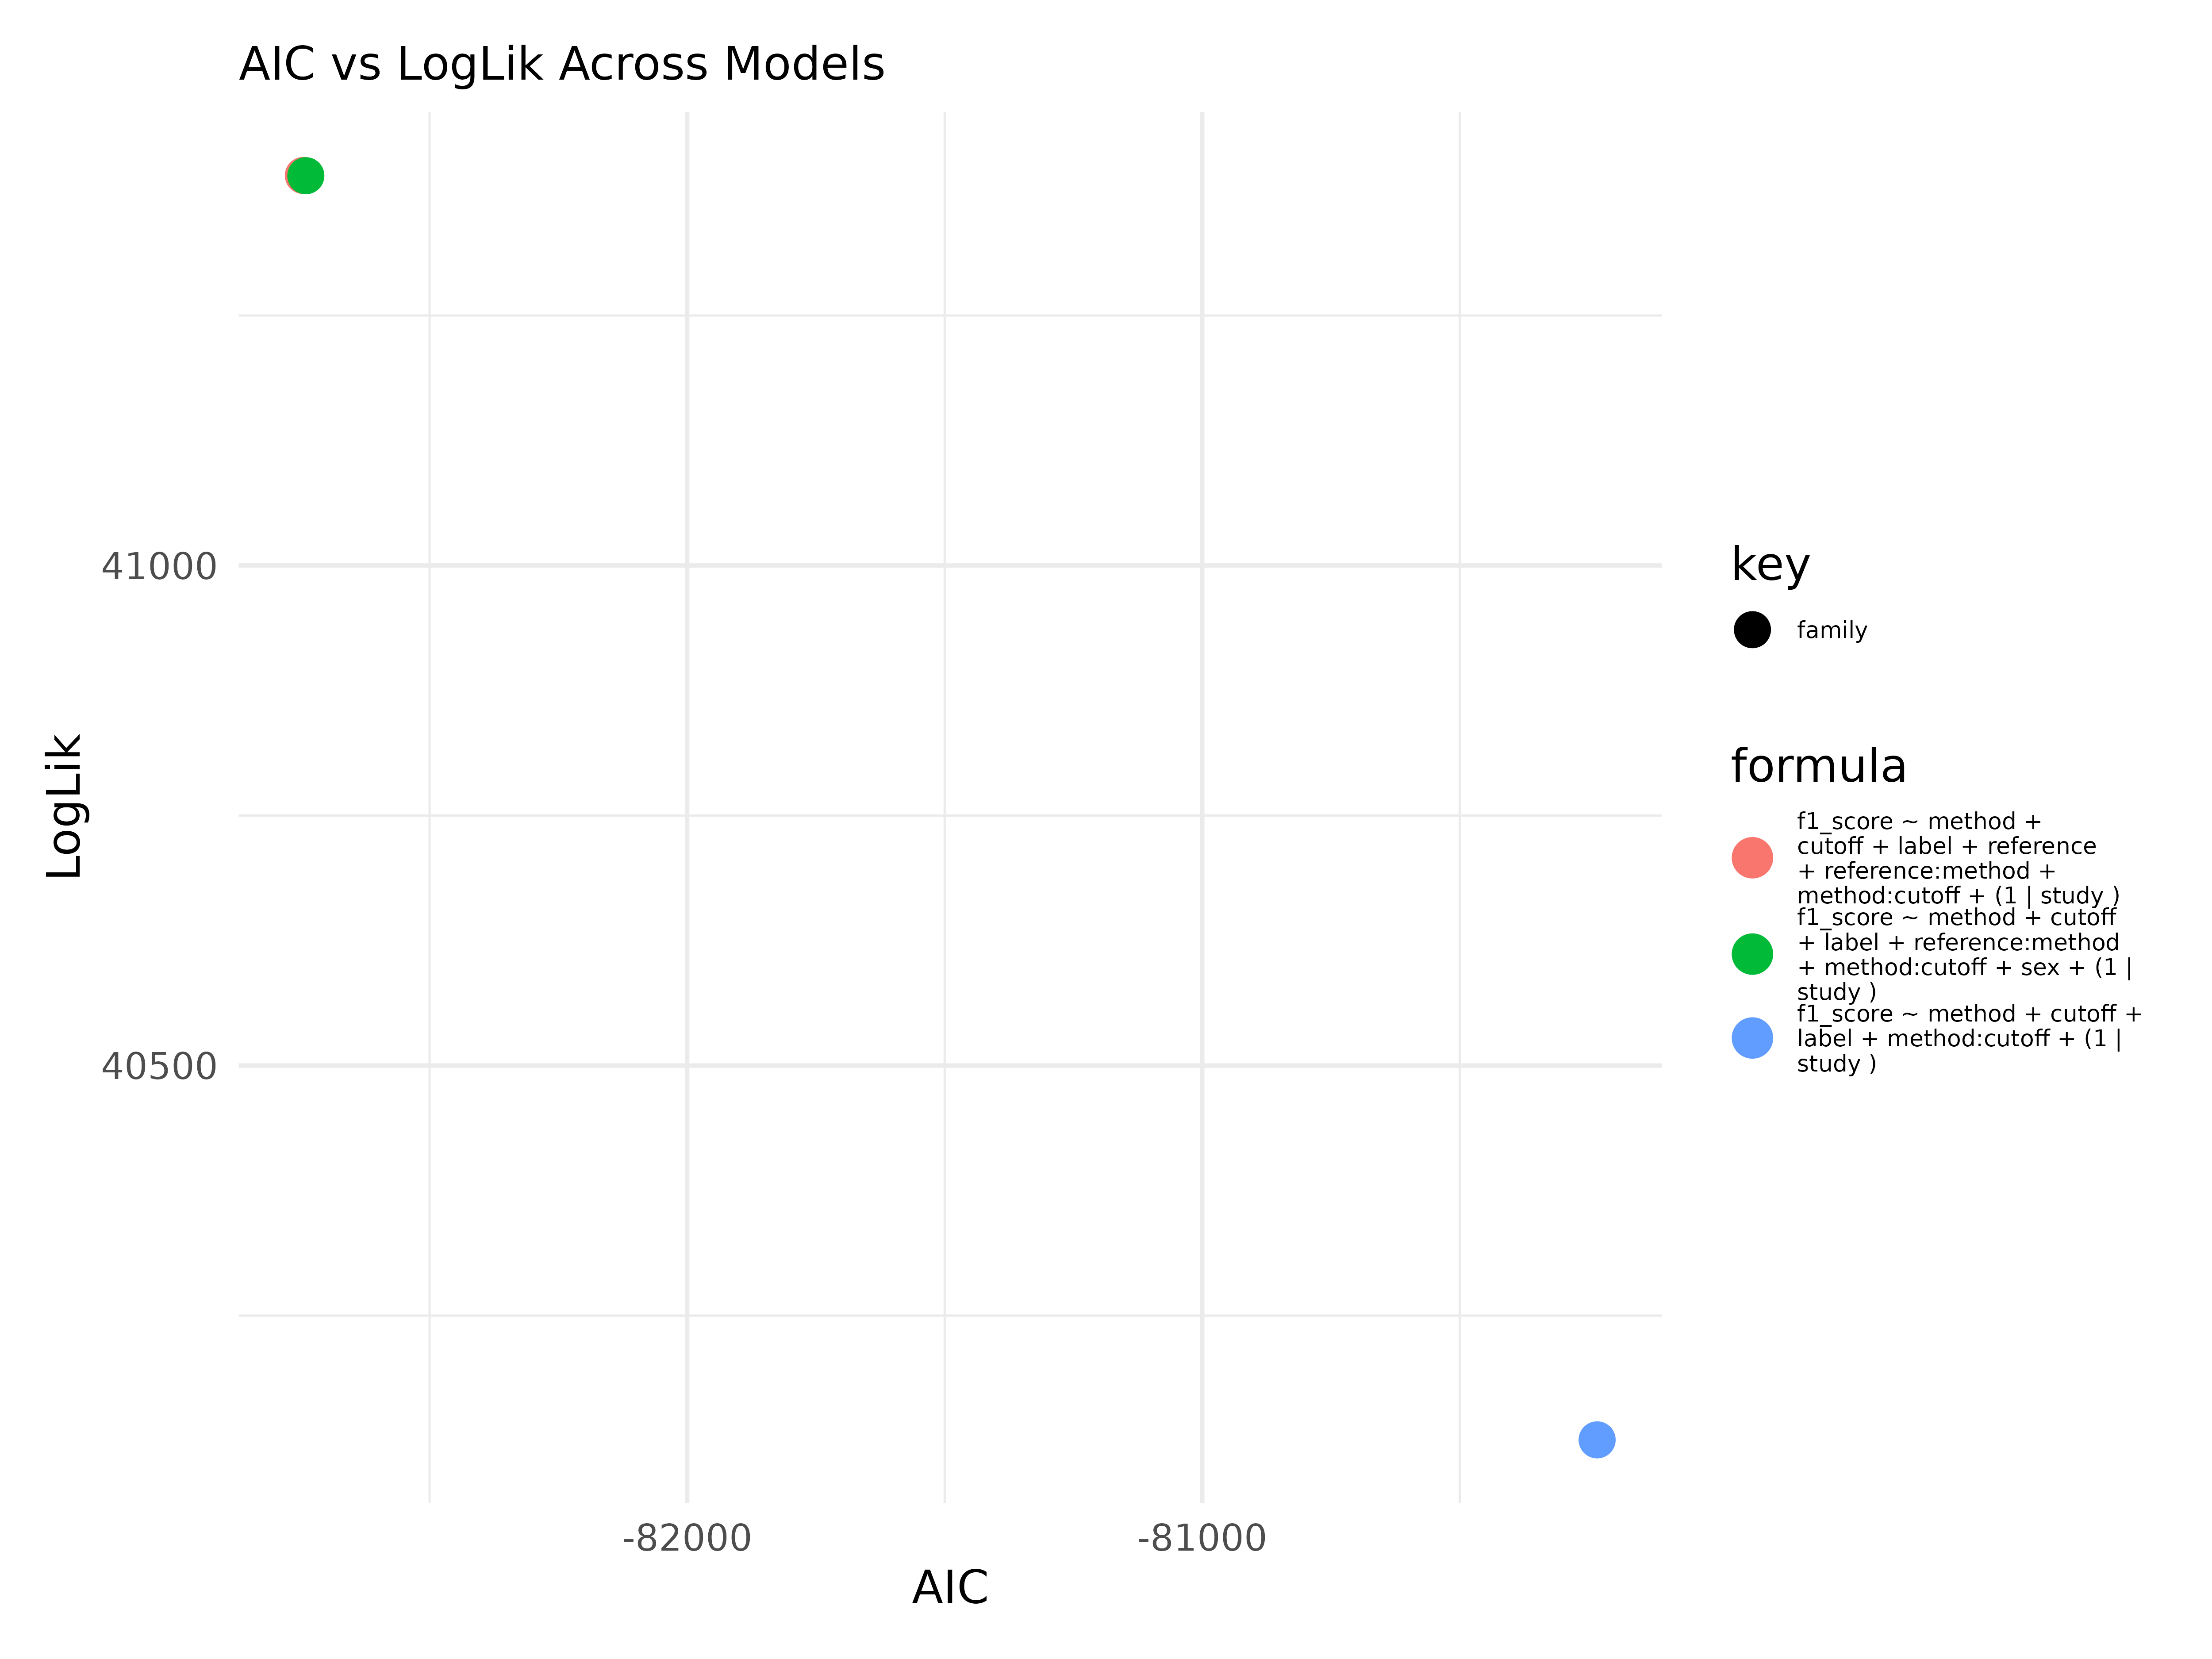 AIC vs LogLik Across Models
LogLik
41000
40500
-82000
-81000
AIC
key
family
formula
f1_score ~ method +
cutoff + label + reference
+ reference:method +
method:cutoff + (1 | study )
f1_score ~ method + cutoff
+ label + reference:method
+ method:cutoff + sex + (1 |
study )
f1_score ~ method + cutoff +
label + method:cutoff + (1 |
study )